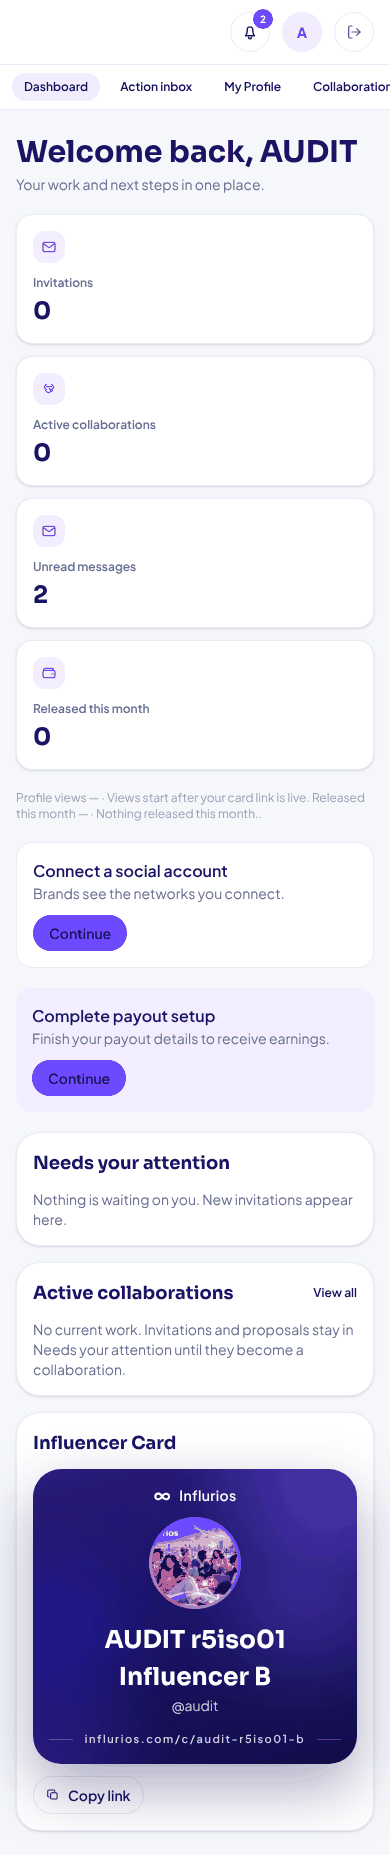 2
A
Dashboard
Action inbox
My Profile
Collaboration
Welcome back, AUDIT
Your work and next steps in one place.
Invitations
0
Active collaborations
0
Unread messages
2
Released this month
0
Profile views — · Views start after your card link is live. Released
this month — · Nothing released this month..
Connect a social account
Brands see the networks you connect.
Continue
Complete payout setup
Finish your payout details to receive earnings.
Continue
Needs your attention
Nothing is waiting on you. New invitations appear
here.
Active collaborations
View all
No current work. Invitations and proposals stay in
Needs your attention until they become a
collaboration.
Influencer Card
Influrios
AUDIT r5iso01
Influencer B
@audit
influrios.com/c/audit-r5iso01-b
Copy link